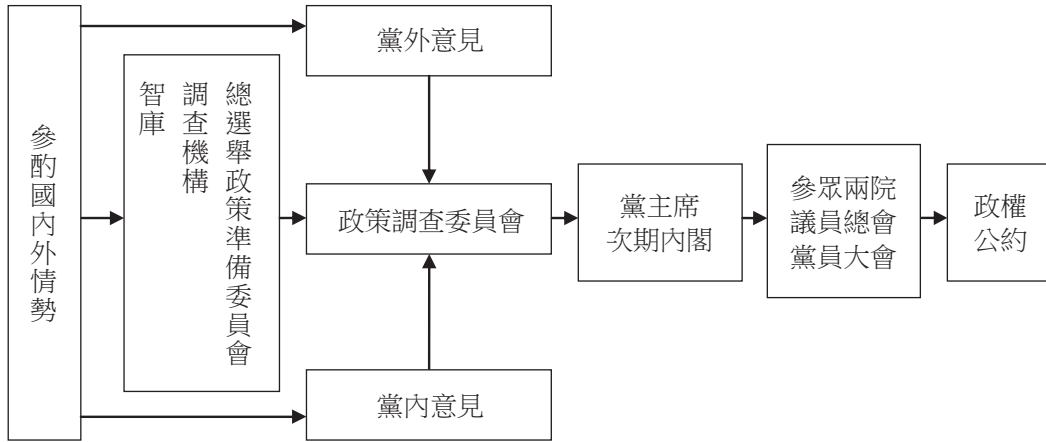 參酌國內外情勢
總選舉政策準備委員會
調查機構
智庫
黨外意見
政策調查委員會
黨內意見
黨主席
次期內閣
參眾兩院
議員總會
黨員大會
政權
公約